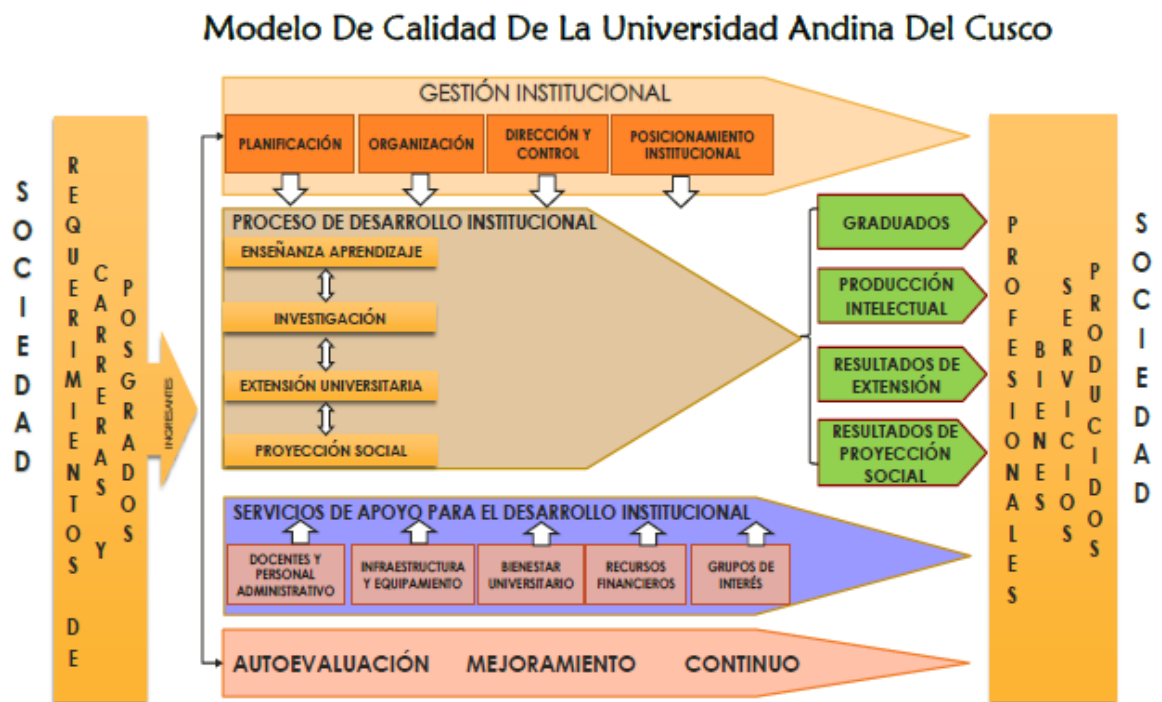 Modelo De Calidad De La Universidad Andina Del Cusco
SOCIEDAD
REQUERIMIENTOS DE
CARRERAS Y
POSGRADOS
INGRESANTES
GESTIÓN INSTITUCIONAL
PLANIFICACIÓN
ORGANIZACIÓN
DIRECCIÓN Y
CONTROL
POSICIONAMIENTO
INSTITUCIONAL
PROCESO DE DESARROLLO INSTITUCIONAL
ENSEÑANZA APRENDIZAJE
INVESTIGACIÓN
EXTENSIÓN UNIVERSITARIA
PROYECCIÓN SOCIAL
GRADUADOS
PRODUCCIÓN
INTELECTUAL
RESULTADOS DE
EXTENSIÓN
RESULTADOS DE
PROYECCIÓN
SOCIAL
SERVICIOS DE APOYO PARA EL DESARROLLO INSTITUCIONAL
DOCENTES Y
PERSONAL
ADMINISTRATIVO
INFRAESTRUCTURA
Y EQUIPAMIENTO
BIENESTAR
UNIVERSITARIO
RECURSOS
FINANCIEROS
GRUPOS DE
INTERÉS
AUTOEVALUACIÓN MEJORAMIENTO CONTINUO
PROFESIONALES
BIENES
SERVICIOS
PRODUCIDOS
SOCIEDAD